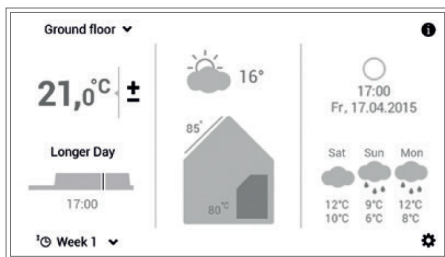 Ground floor
21,0°C ±
Longer Day
17:00
²
Week 1
16°
85°
80°C
17:00
Fr, 17.04.2015
Sat Sun Mon
12°C 9°C 12°C
10°C 6°C 8°C